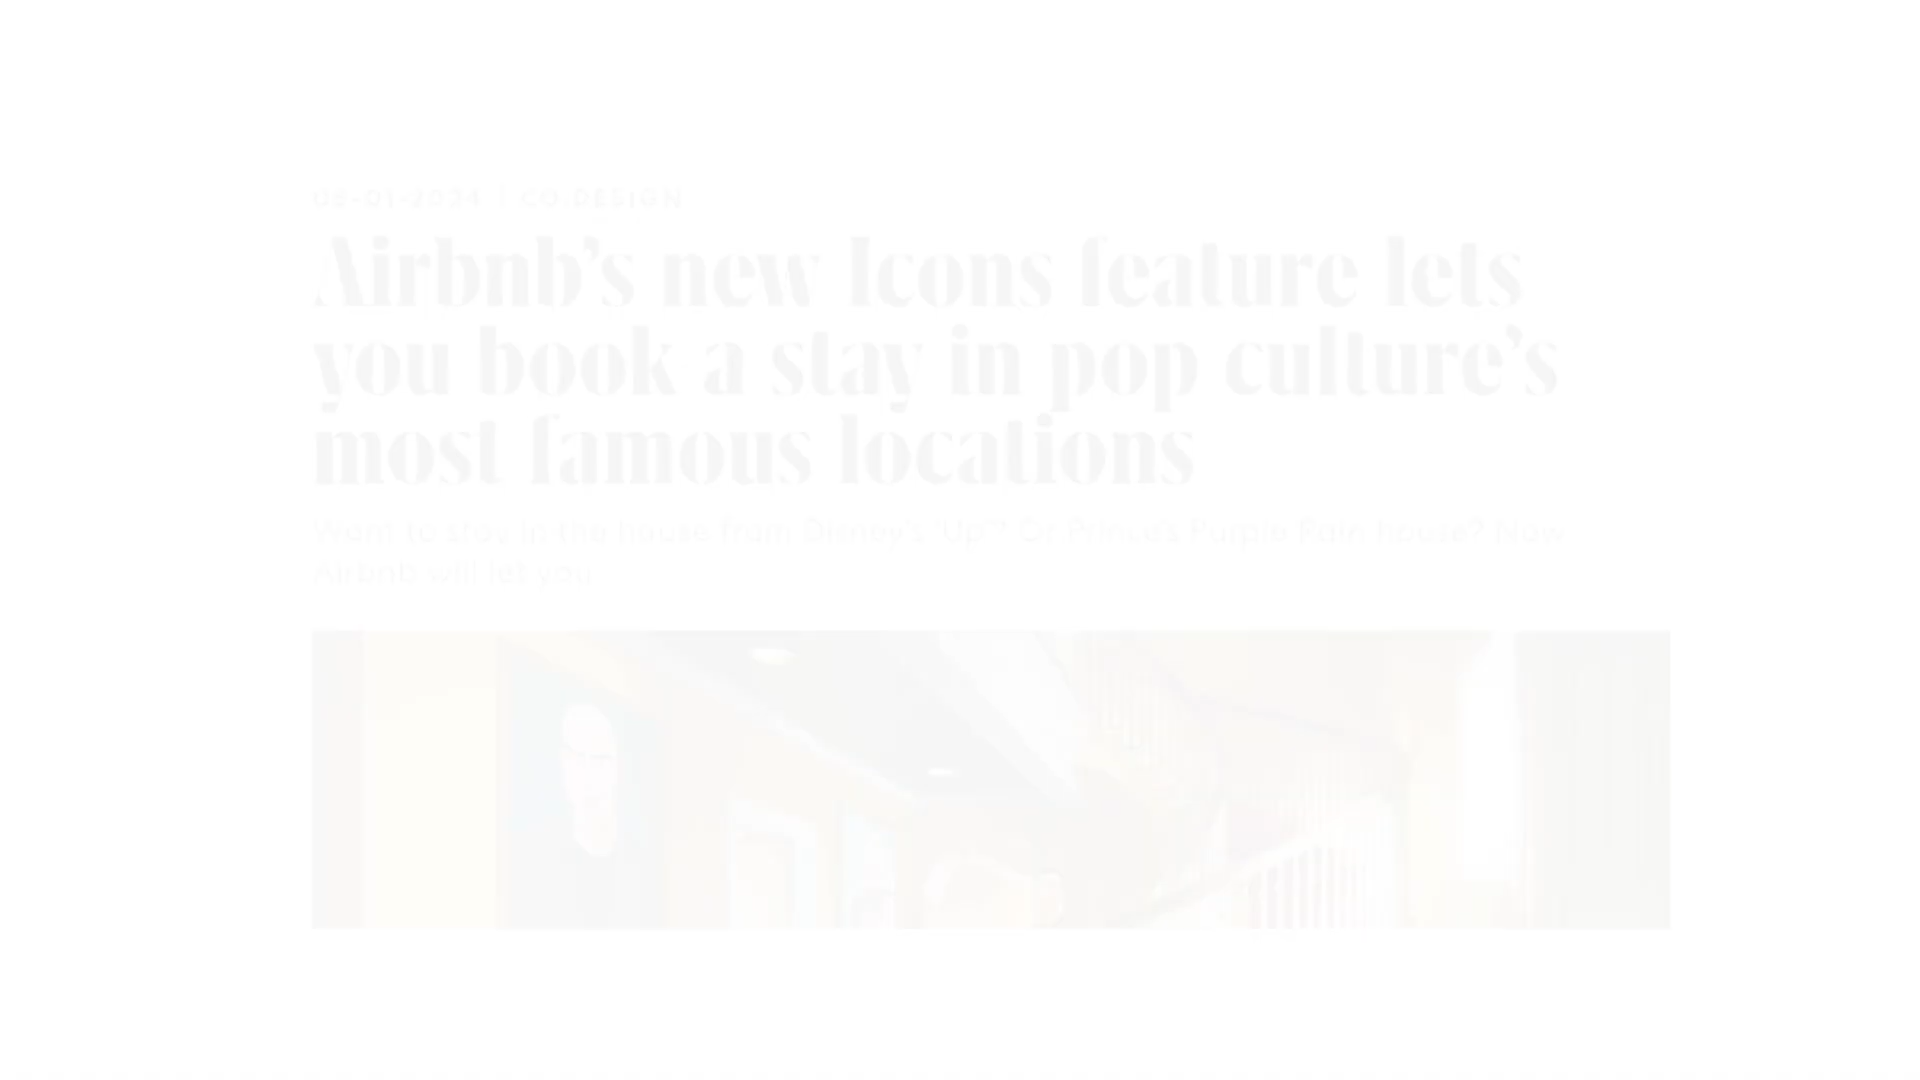 05-01-2024 | CO.DESIGN
Airbnb’s new Icons feature lets
you book a stay in pop culture’s
most famous locations
Want to stay in the house from Disney’s ‘Up’? Or Prince’s Purple Rain house? Now
Airbnb will let you.